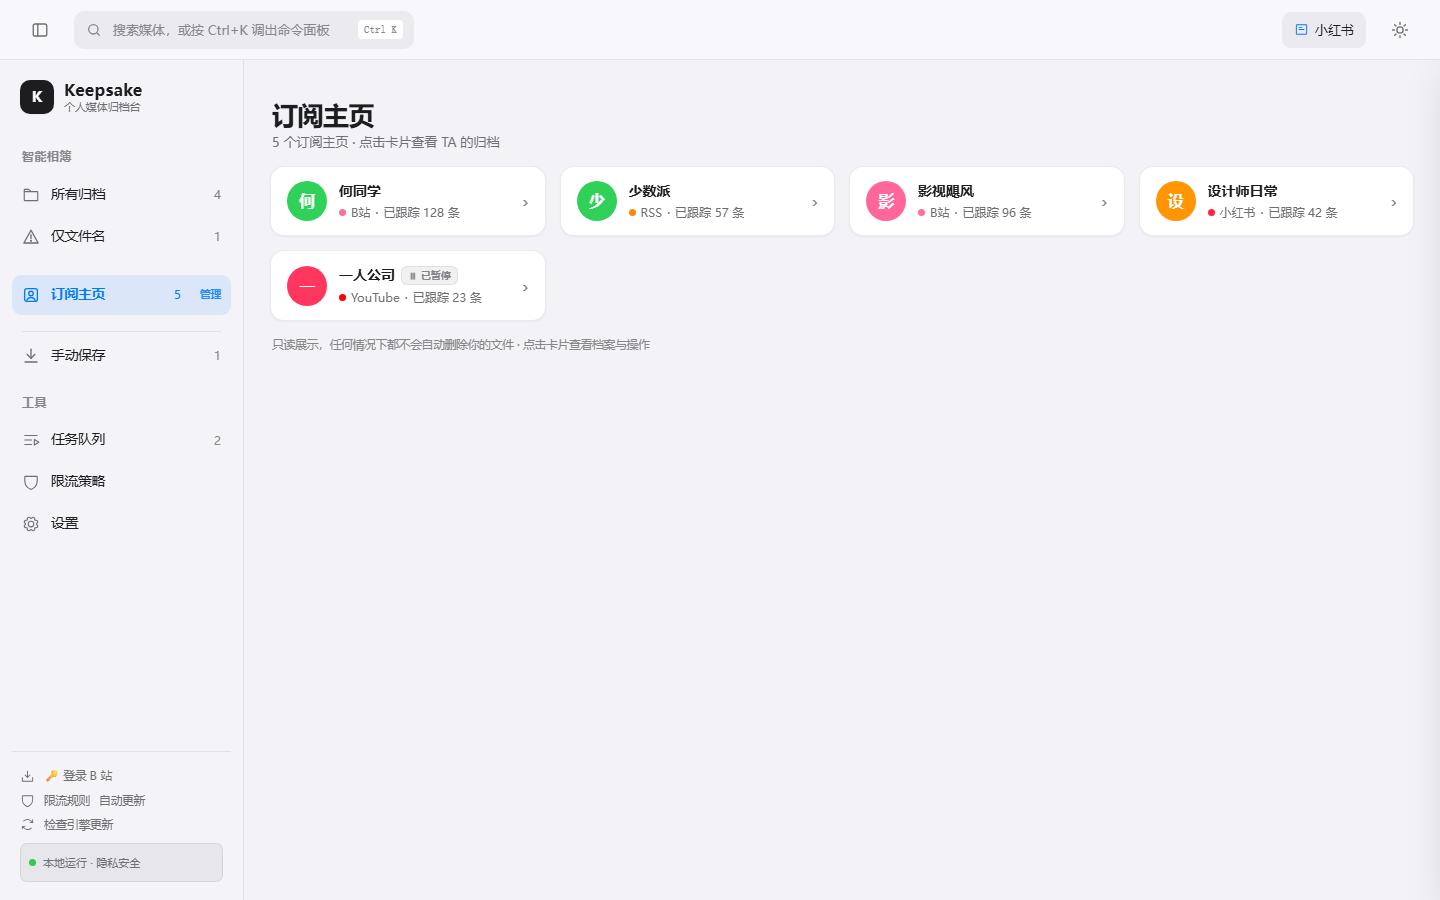 搜索媒体，或按 Ctrl+K 调出命令面板 Ctrl K
小红书
K Keepsake
个人媒体归档台
智能相簿
所有归档 4
仅文件名 1
订阅主页 5 管理
手动保存 1
工具
任务队列 2
限流策略
设置
登录 B 站
限流规则 自动更新
检查引擎更新
本地运行 · 隐私安全
订阅主页
5 个订阅主页 · 点击卡片查看 TA 的归档
何 何同学
B站 · 已跟踪 128 条
少 少数派
RSS · 已跟踪 57 条
影 影视飓风
B站 · 已跟踪 96 条
设 设计师日常
小红书 · 已跟踪 42 条
一 一人公司 已暂停
YouTube · 已跟踪 23 条
只读展示，任何情况下都不会自动删除你的文件 · 点击卡片查看档案与操作